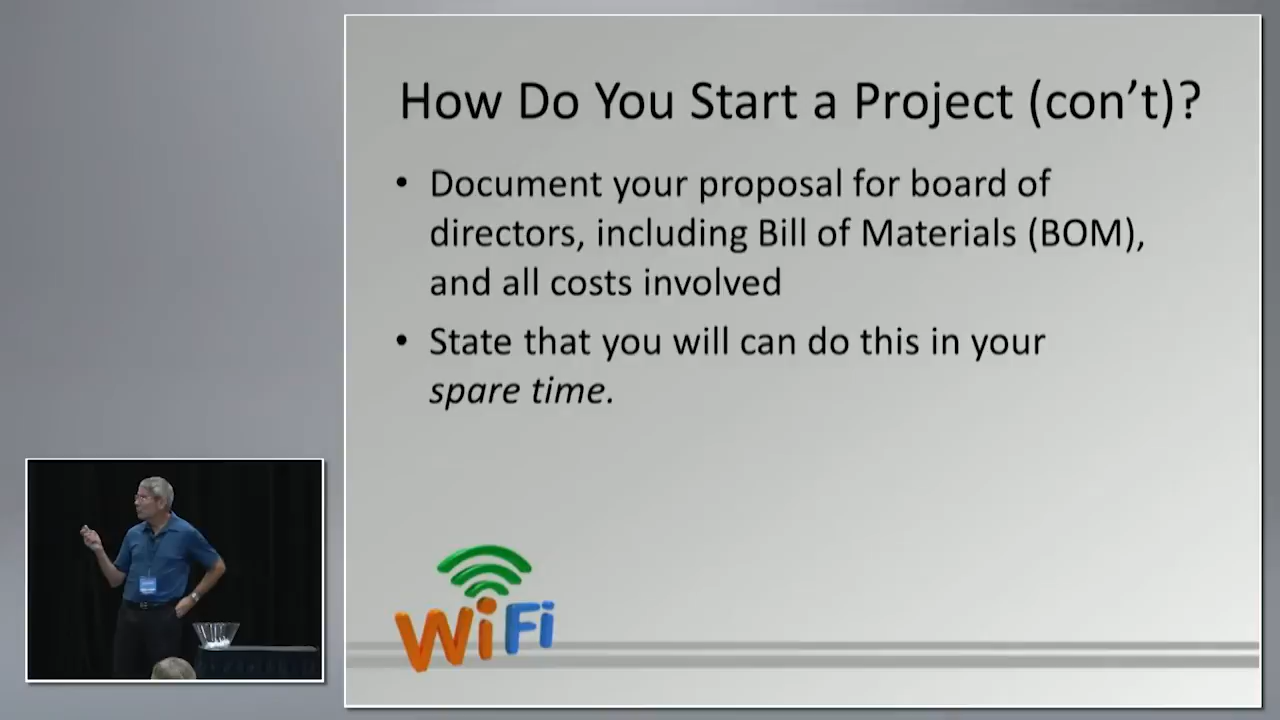 How Do You Start a Project (con’t)?
• Document your proposal for board of
directors, including Bill of Materials (BOM),
and all costs involved
• State that you will can do this in your
spare time.
WiFi